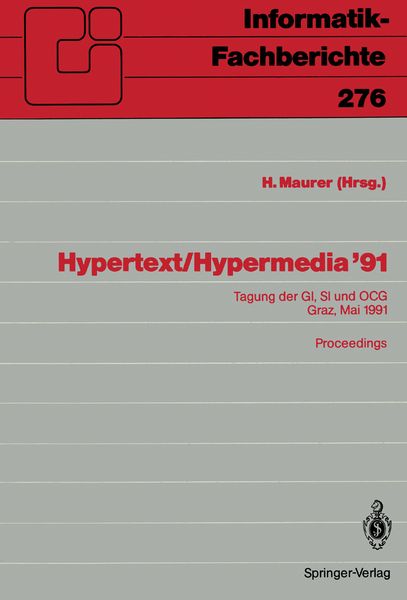 Informatik-
Fachberichte
276
H. Maurer (Hrsg.)
Hypertext/Hypermedia '91
Tagung der GI, SI und OCG
Graz, Mai 1991
Proceedings
Springer-Verlag